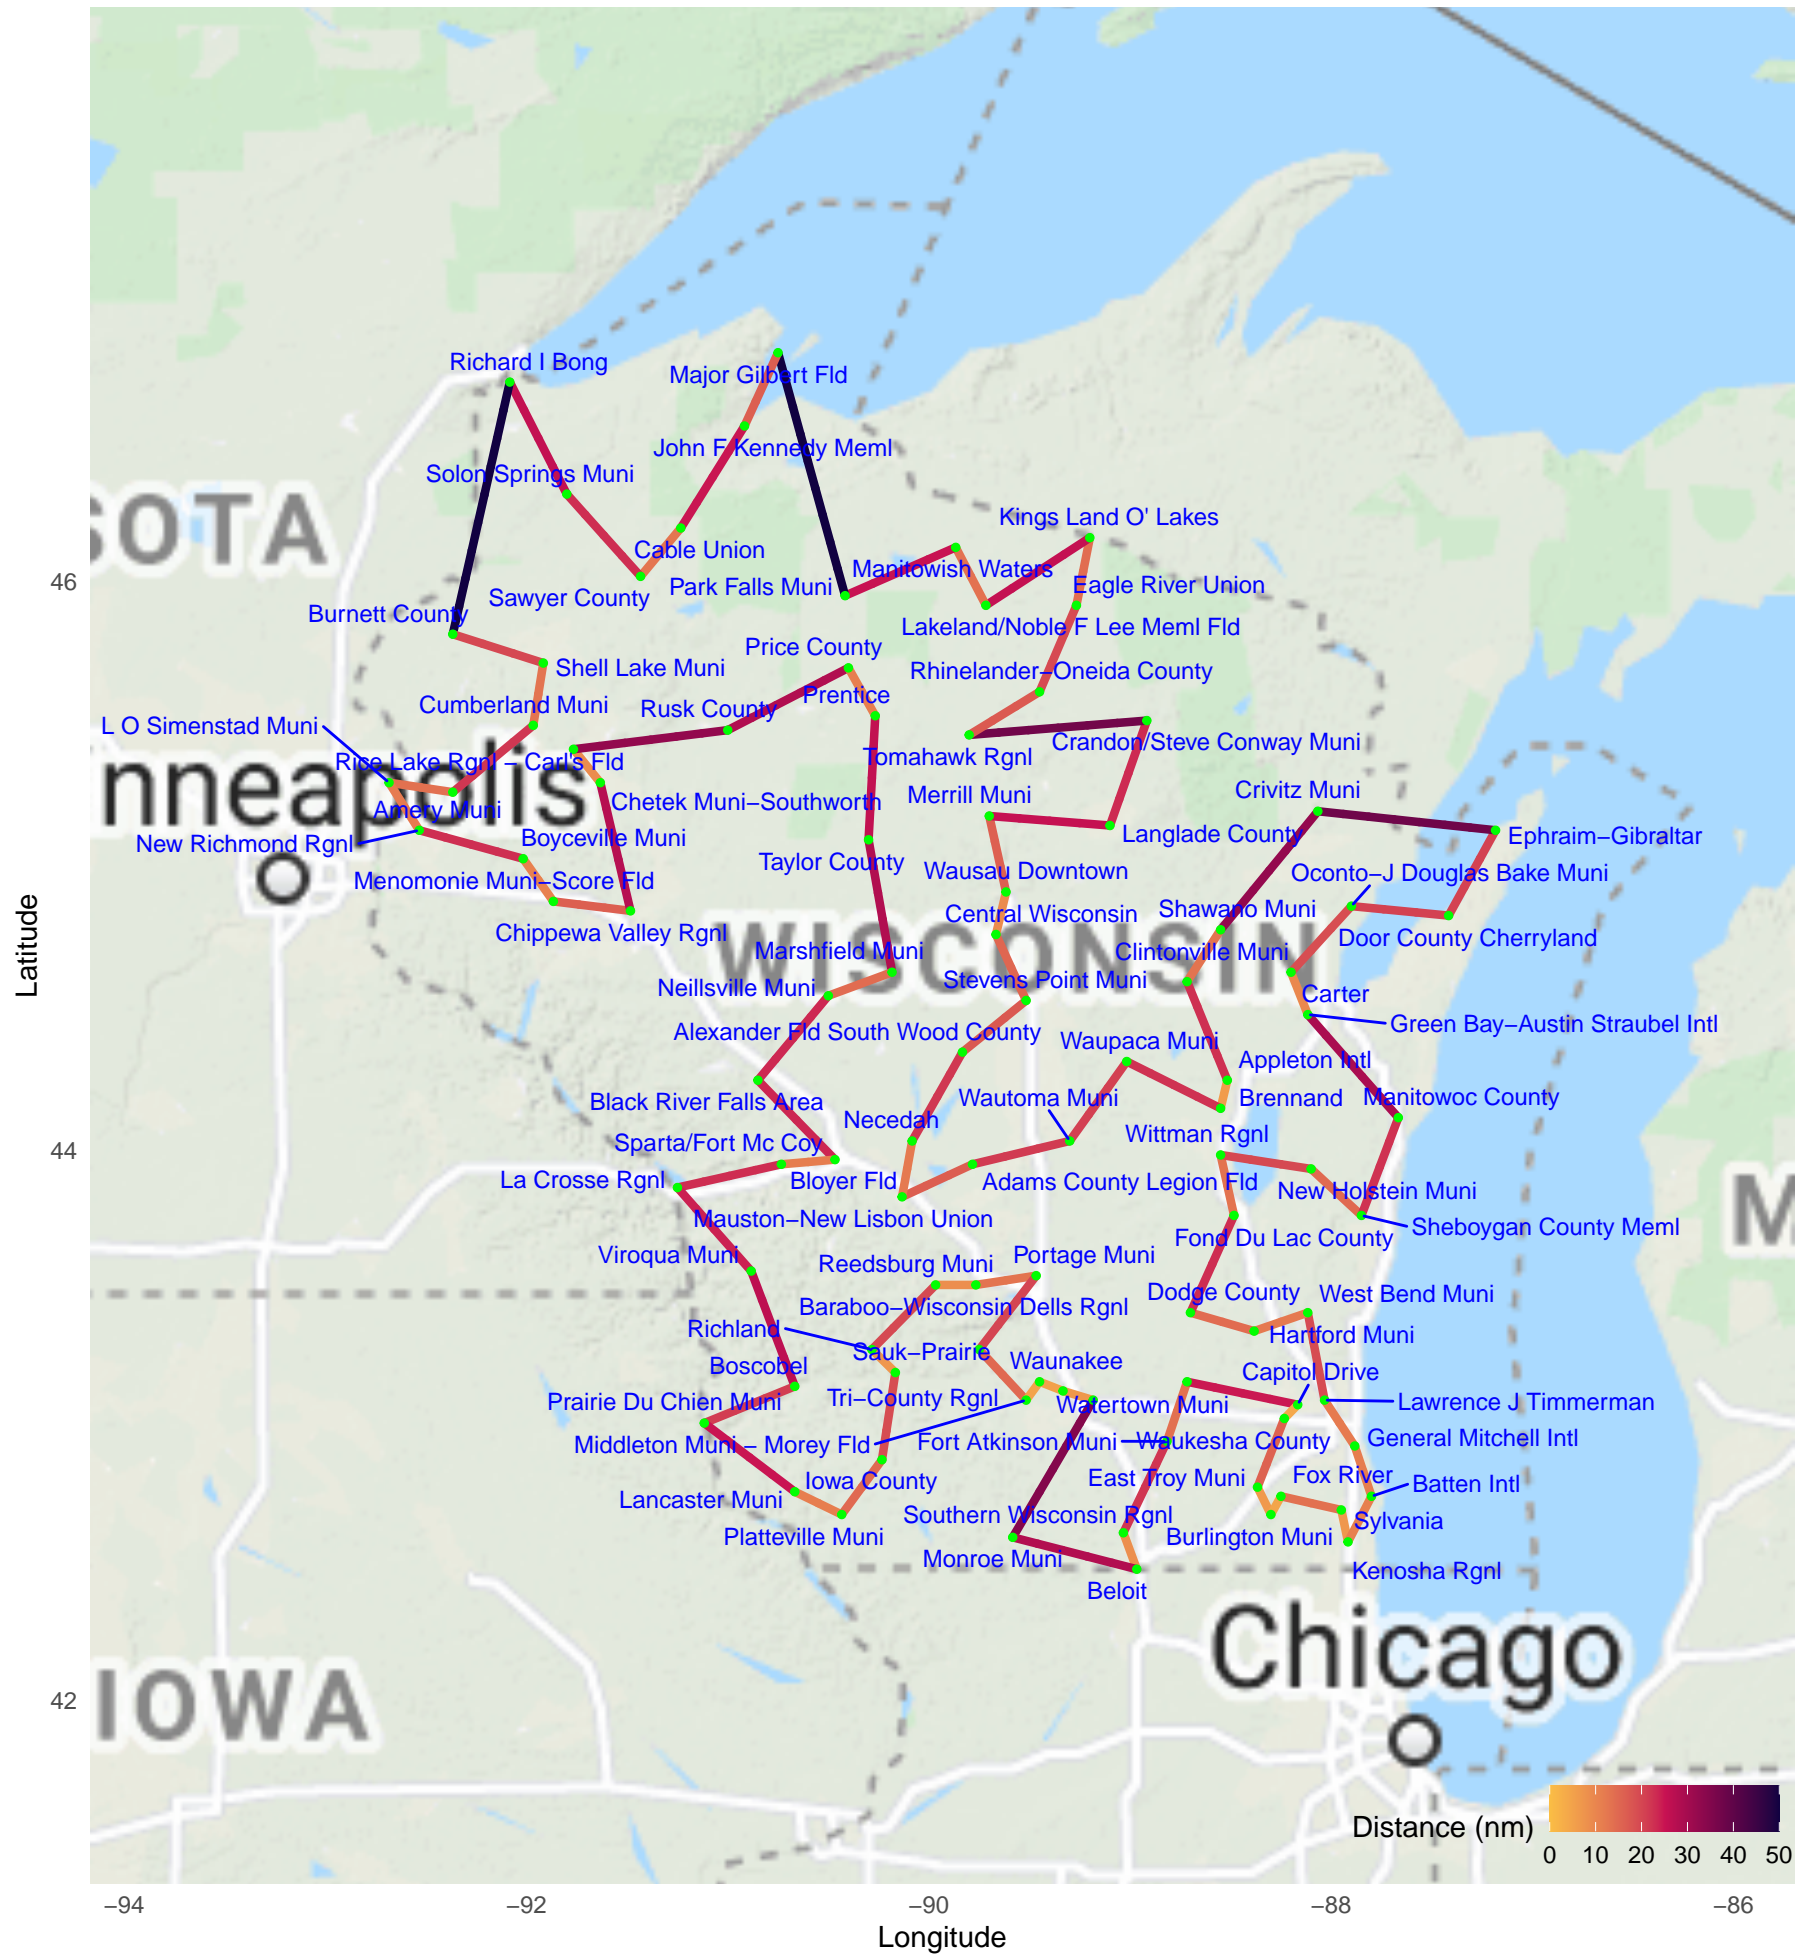 Richard I Bong
Major Gilbert Fld
John F Kennedy Meml
Solon Springs Muni
Kings Land O' Lakes
SOTA
Cable Union
Manitowish Waters
46
Sawyer County
Park Falls Muni
Eagle River Union
Burnett County
Lakeland/Noble F Lee Meml Fld
Price County
Shell Lake Muni
Rhinelander−Oneida County
Prentice
Cumberland Muni
Rusk County
L O Simenstad Muni
Crandon/Steve Conway Muni
Tomahawk Rgnl
Rice Lake Rgnl − Carl's Fld
nneapolis
Crivitz Muni
Merrill Muni
Chetek Muni−Southworth
Amery Muni
Langlade County
Ephraim−Gibraltar
Boyceville Muni
New Richmond Rgnl
Taylor County
Wausau Downtown
Oconto−J Douglas Bake Muni
Menomonie Muni−Score Fld
Central Wisconsin
Shawano Muni
Chippewa Valley Rgnl
Door County Cherryland
WISCONSIN
Marshfield Muni
Clintonville Muni
Stevens Point Muni
Neillsville Muni
Carter
Green Bay−Austin Straubel Intl
Alexander Fld South Wood County
Waupaca Muni
Appleton Intl
Latitude
Black River Falls Area
Wautoma Muni
Brennand
Manitowoc County
Necedah
Wittman Rgnl
44
Sparta/Fort Mc Coy
La Crosse Rgnl
Bloyer Fld
Adams County Legion Fld
New Holstein Muni
M
Mauston−New Lisbon Union
Sheboygan County Meml
Fond Du Lac County
Viroqua Muni
Reedsburg Muni
Portage Muni
Dodge County
West Bend Muni
Baraboo−Wisconsin Dells Rgnl
Richland
Hartford Muni
Sauk−Prairie
Waunakee
Boscobel
Capitol Drive
Prairie Du Chien Muni
Tri−County Rgnl
Watertown Muni
Lawrence J Timmerman
Middleton Muni − Morey Fld
Fort Atkinson Muni
Waukesha County
General Mitchell Intl
Iowa County
East Troy Muni
Fox River
Batten Intl
Lancaster Muni
Southern Wisconsin Rgnl
Sylvania
Platteville Muni
Burlington Muni
Monroe Muni
Kenosha Rgnl
Beloit
Chicago
42
IOWA
Distance (nm)
0 10 20 30 40 50
−94 −92 −90 −88 −86
Longitude